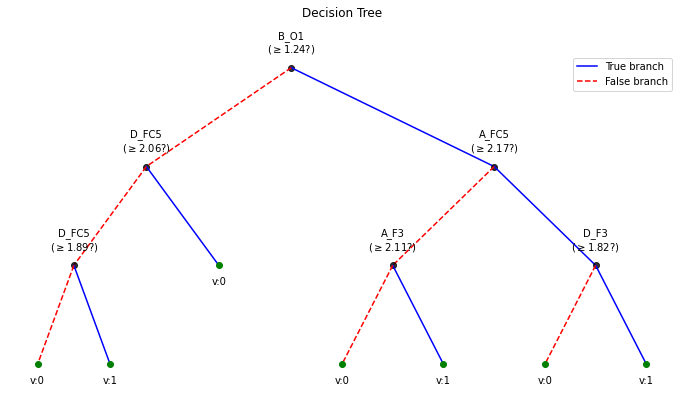 Decision Tree
B_O1
(≥1.24?)
True branch
False branch
D_FC5
(≥2.06?)
A_FC5
(≥2.17?)
D_FC5
(≥1.89?)
A_F3
(≥2.11?)
D_F3
(≥1.82?)
v:0
v:0
v:1
v:0
v:1
v:0
v:1